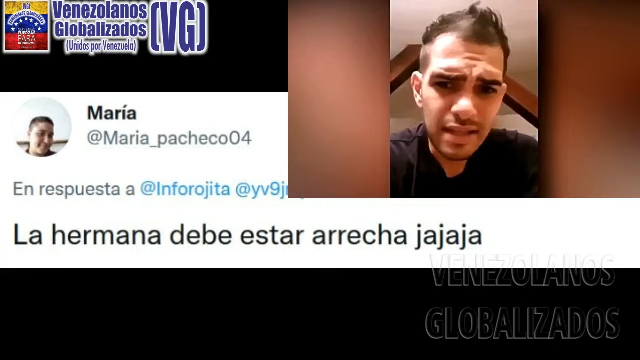 Venezolanos
Globalizados
(Unidos por Venezuela)
(VG)
María
@Maria_pacheco04
En respuesta a @Inforojita
La hermana debe estar arrecha jajaja
VENEZOLANOS
GLOBALIZADOS